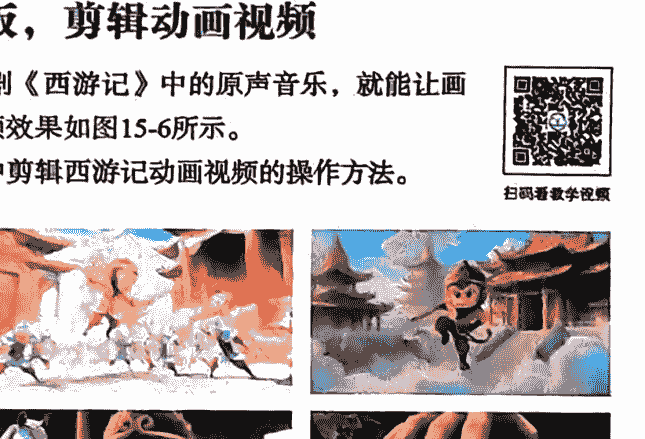 版，剪辑动画视频
剧《西游记》中的原声音乐，就能让画
频效果如图15-6所示。
中剪辑西游记动画视频的操作方法。
扫码看教学视频